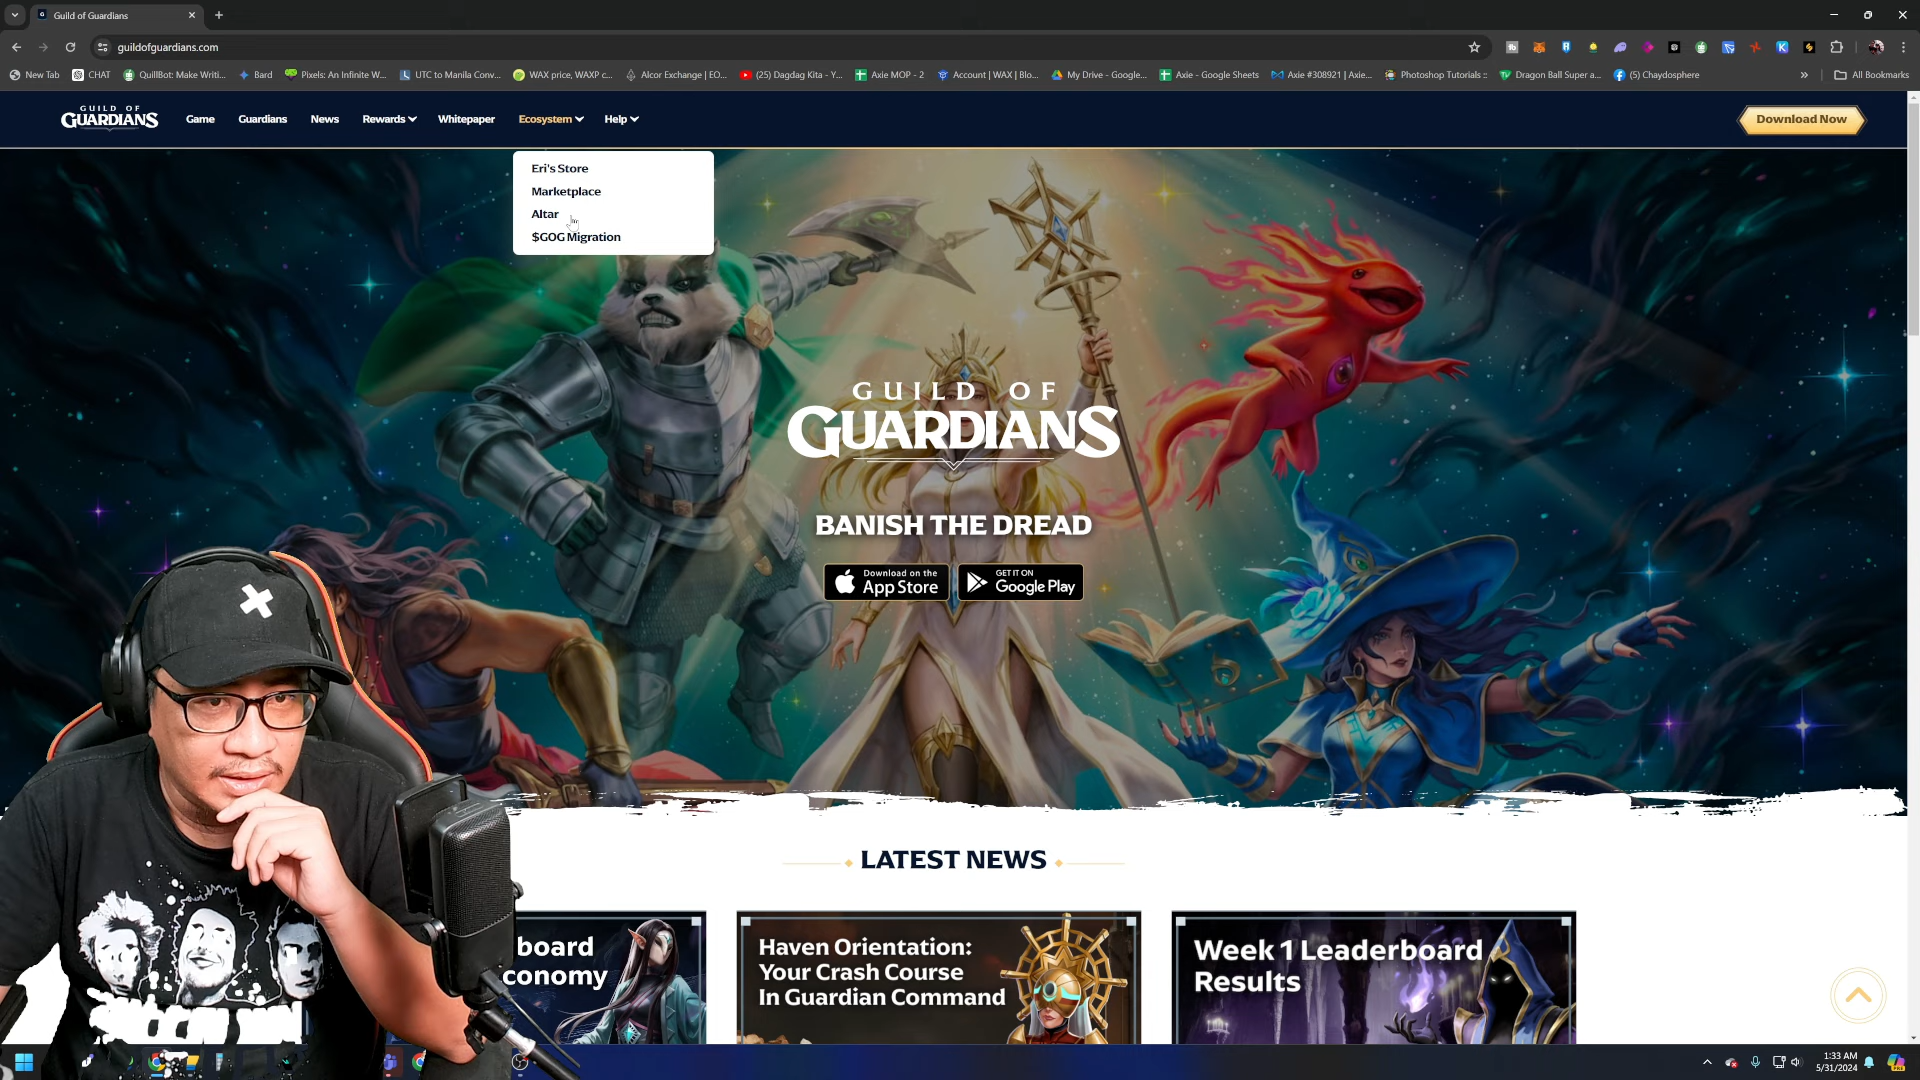 Guild of Guardians
guildofguardians.com
New Tab
CHAT
QuillBot: Make Writi...
Bard
Pixels: An Infinite W...
UTC to Manila Conv...
WAX price, WAXP c...
Alcor Exchange | EO...
(25) Dagdag Kita - Y...
Axie MOP - 2
Account | WAX | Blo...
My Drive - Google...
Axie - Google Sheets
Axie #308921 | Axie...
Photoshop Tutorials ::
Dragon Ball Super a...
(5) Chaydosphere
All Bookmarks
GUILD OF
GUARDIANS
Game
Guardians
News
Rewards
Whitepaper
Ecosystem
Help
Download Now
Eri's Store
Marketplace
Altar
$GOG Migration
GUILD OF
GUARDIANS
BANISH THE DREAD
Download on the
App Store
GET IT ON
Google Play
LATEST NEWS
board
conomy
Haven Orientation:
Your Crash Course
In Guardian Command
Week 1 Leaderboard
Results
1:33 AM
5/31/2024